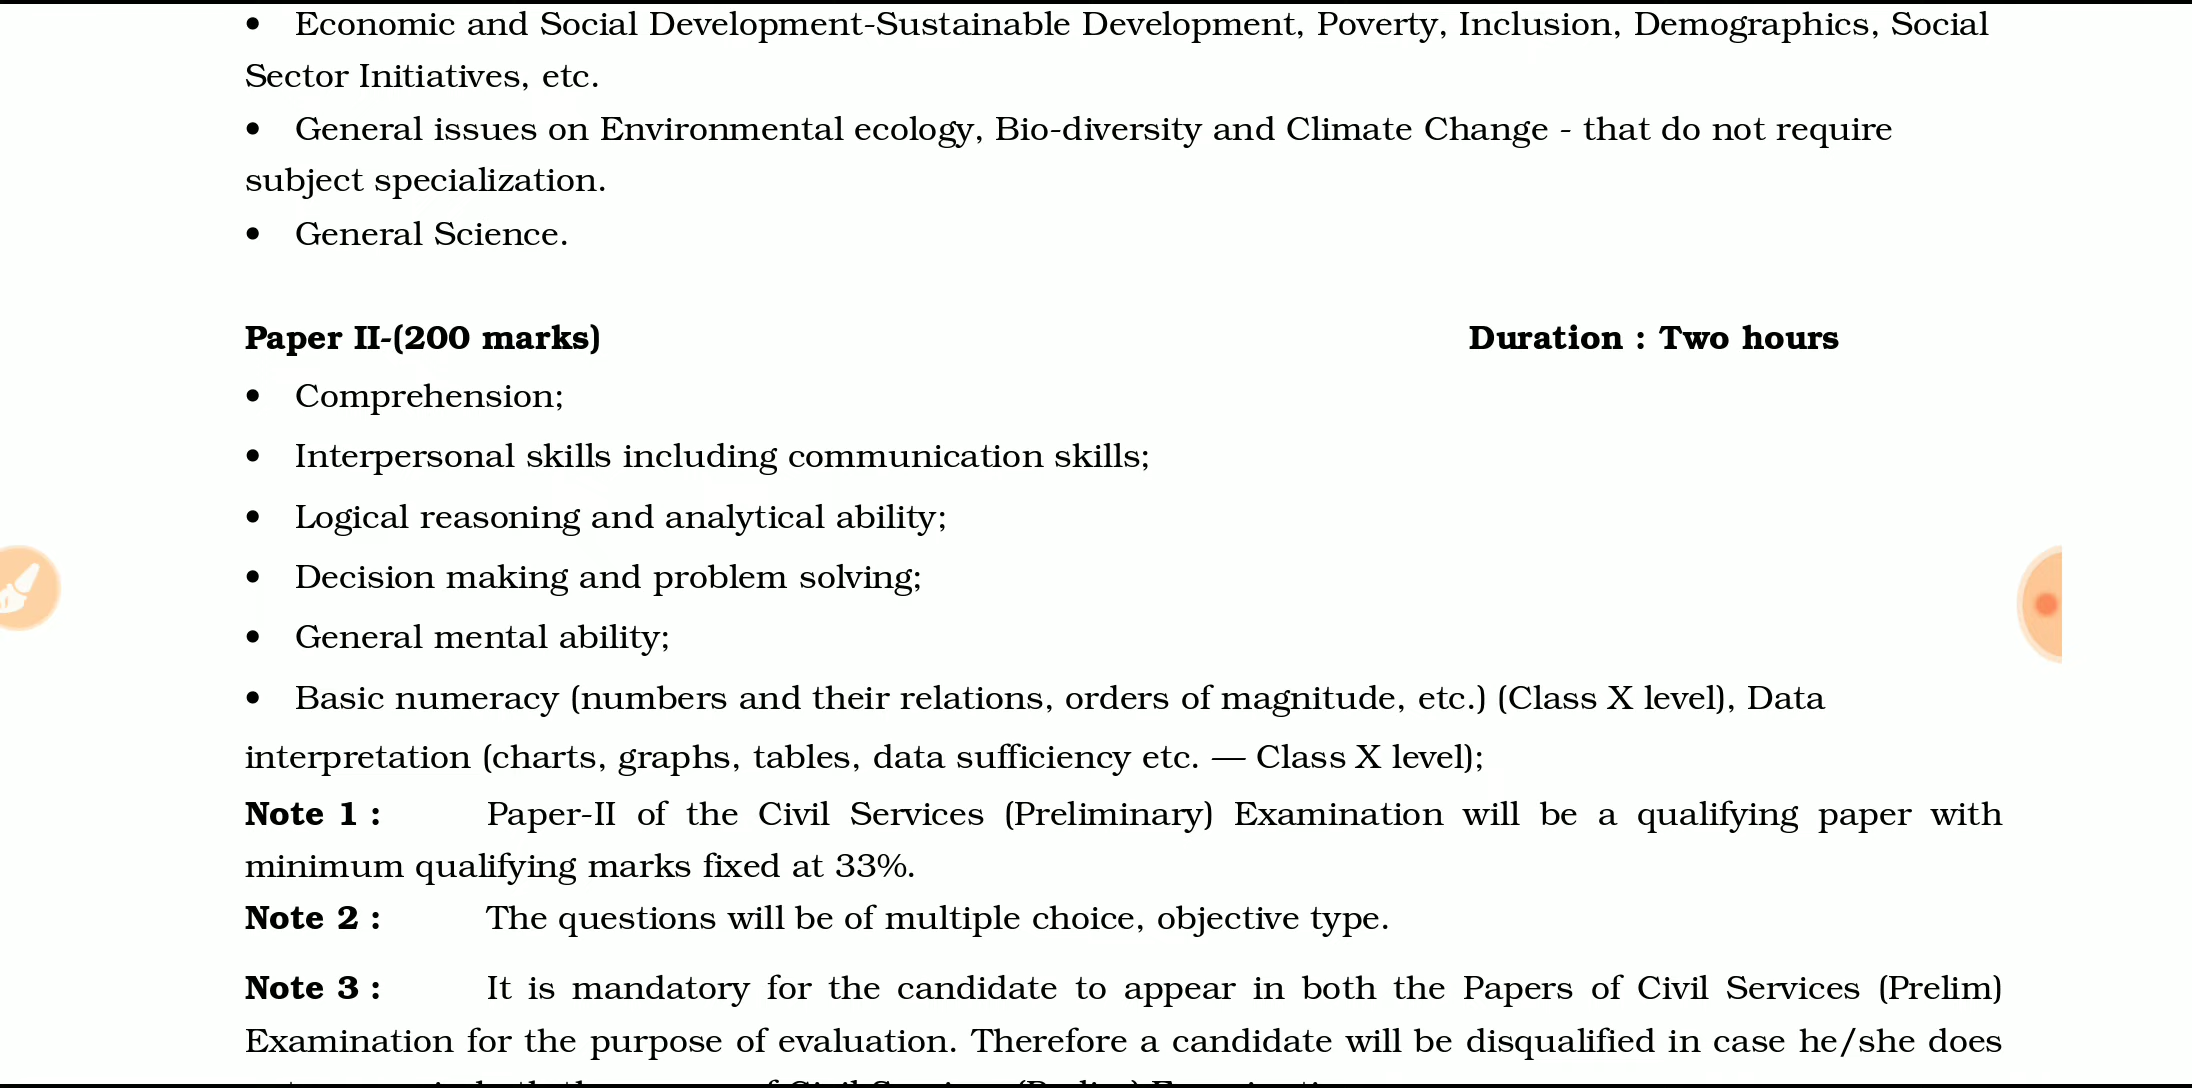 • Economic and Social Development-Sustainable Development, Poverty, Inclusion, Demographics, Social
Sector Initiatives, etc.
• General issues on Environmental ecology, Bio-diversity and Climate Change - that do not require
subject specialization.
• General Science.
Paper II-(200 marks) Duration : Two hours
• Comprehension;
• Interpersonal skills including communication skills;
• Logical reasoning and analytical ability;
• Decision making and problem solving;
• General mental ability;
• Basic numeracy (numbers and their relations, orders of magnitude, etc.) (Class X level), Data
interpretation (charts, graphs, tables, data sufficiency etc. — Class X level);
Note 1 : Paper-II of the Civil Services (Preliminary) Examination will be a qualifying paper with
minimum qualifying marks fixed at 33%.
Note 2 : The questions will be of multiple choice, objective type.
Note 3 : It is mandatory for the candidate to appear in both the Papers of Civil Services (Prelim)
Examination for the purpose of evaluation. Therefore a candidate will be disqualified in case he/she does